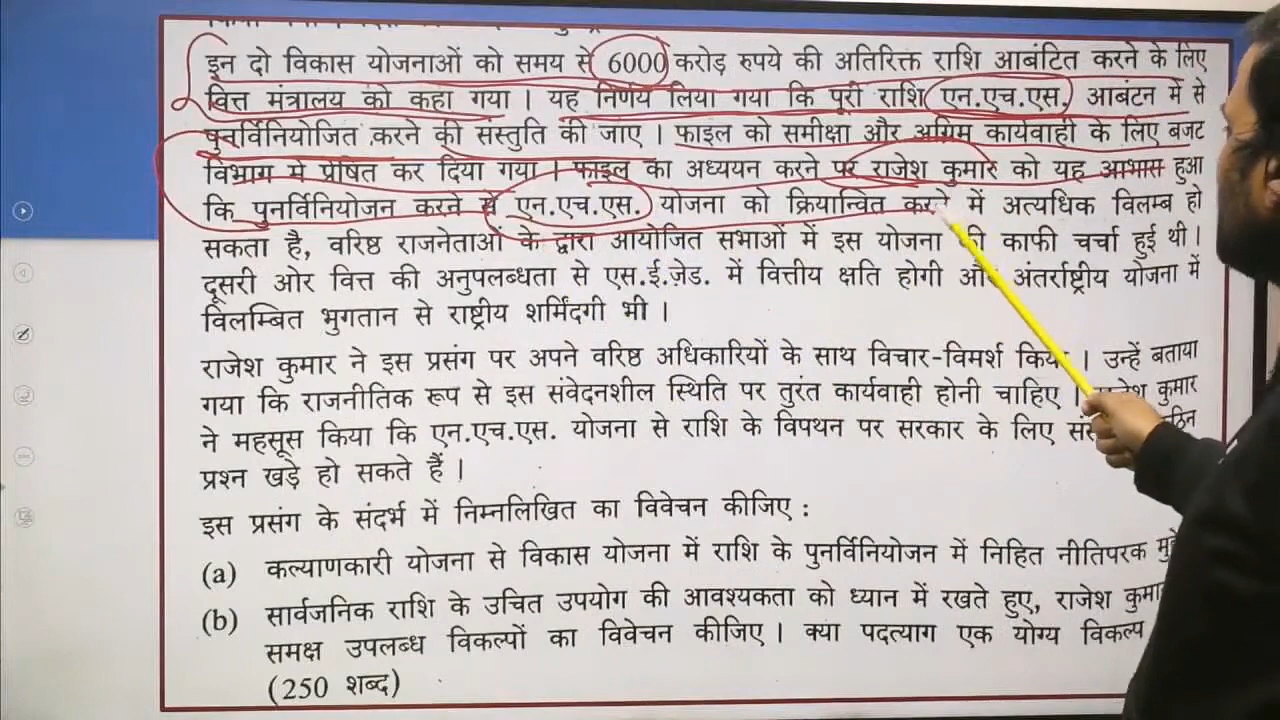 इन दो विकास योजनाओं को समय से 6000 करोड़ रुपये की अतिरिक्त राशि आबंटित करने के लिए
वित्त मंत्रालय को कहा गया । यह निर्णय लिया गया कि पूरी राशि एन.एच.एस. आबंटन में से
पुनर्विनियोजित करने की संस्तुति की जाए । फाइल को समीक्षा और अग्रिम कार्यवाही के लिए बजट
विभाग में प्रेषित कर दिया गया । फाइल का अध्ययन करने पर राजेश कुमार को यह आभास हुआ
कि पुनर्विनियोजन करने से एन.एच.एस. योजना को क्रियान्वित करने में अत्यधिक विलम्ब हो
सकता है, वरिष्ठ राजनेताओं के द्वारा आयोजित सभाओं में इस योजना की काफी चर्चा हुई थी ।
दूसरी ओर वित्त की अनुपलब्धता से एस.ई.ज़ेड. में वित्तीय क्षति होगी और अंतर्राष्ट्रीय योजना में
विलम्बित भुगतान से राष्ट्रीय शर्मिंदगी भी ।
राजेश कुमार ने इस प्रसंग पर अपने वरिष्ठ अधिकारियों के साथ विचार-विमर्श किया । उन्हें बताया
गया कि राजनीतिक रूप से इस संवेदनशील स्थिति पर तुरंत कार्यवाही होनी चाहिए । कुमार
ने महसूस किया कि एन.एच.एस. योजना से राशि के विपथन पर सरकार के लिए
प्रश्न खड़े हो सकते हैं ।
इस प्रसंग के संदर्भ में निम्नलिखित का विवेचन कीजिए :
(a) कल्याणकारी योजना से विकास योजना में राशि के पुनर्विनियोजन में निहित नीतिपरक
(b) सार्वजनिक राशि के उचित उपयोग की आवश्यकता को ध्यान में रखते हुए, राजेश
समक्ष उपलब्ध विकल्पों का विवेचन कीजिए । क्या पदत्याग एक योग्य विकल्प
(250 शब्द)